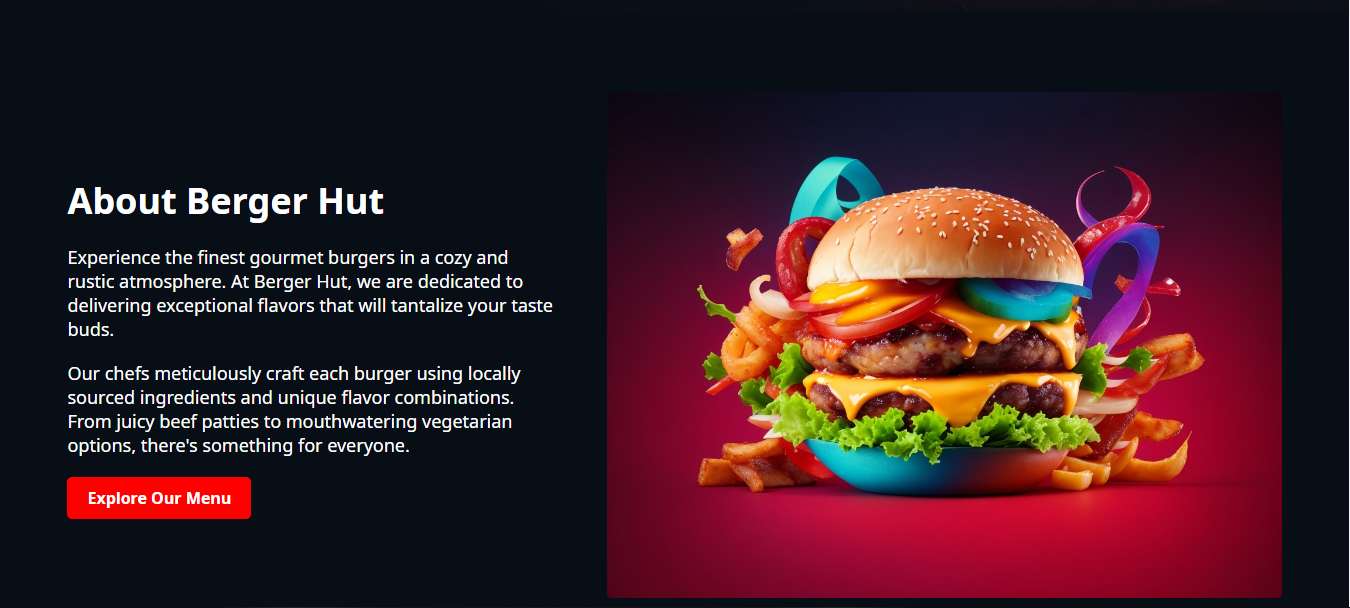 About Berger Hut
Experience the finest gourmet burgers in a cozy and
rustic atmosphere. At Berger Hut, we are dedicated to
delivering exceptional flavors that will tantalize your taste
buds.
Our chefs meticulously craft each burger using locally
sourced ingredients and unique flavor combinations.
From juicy beef patties to mouthwatering vegetarian
options, there's something for everyone.
Explore Our Menu